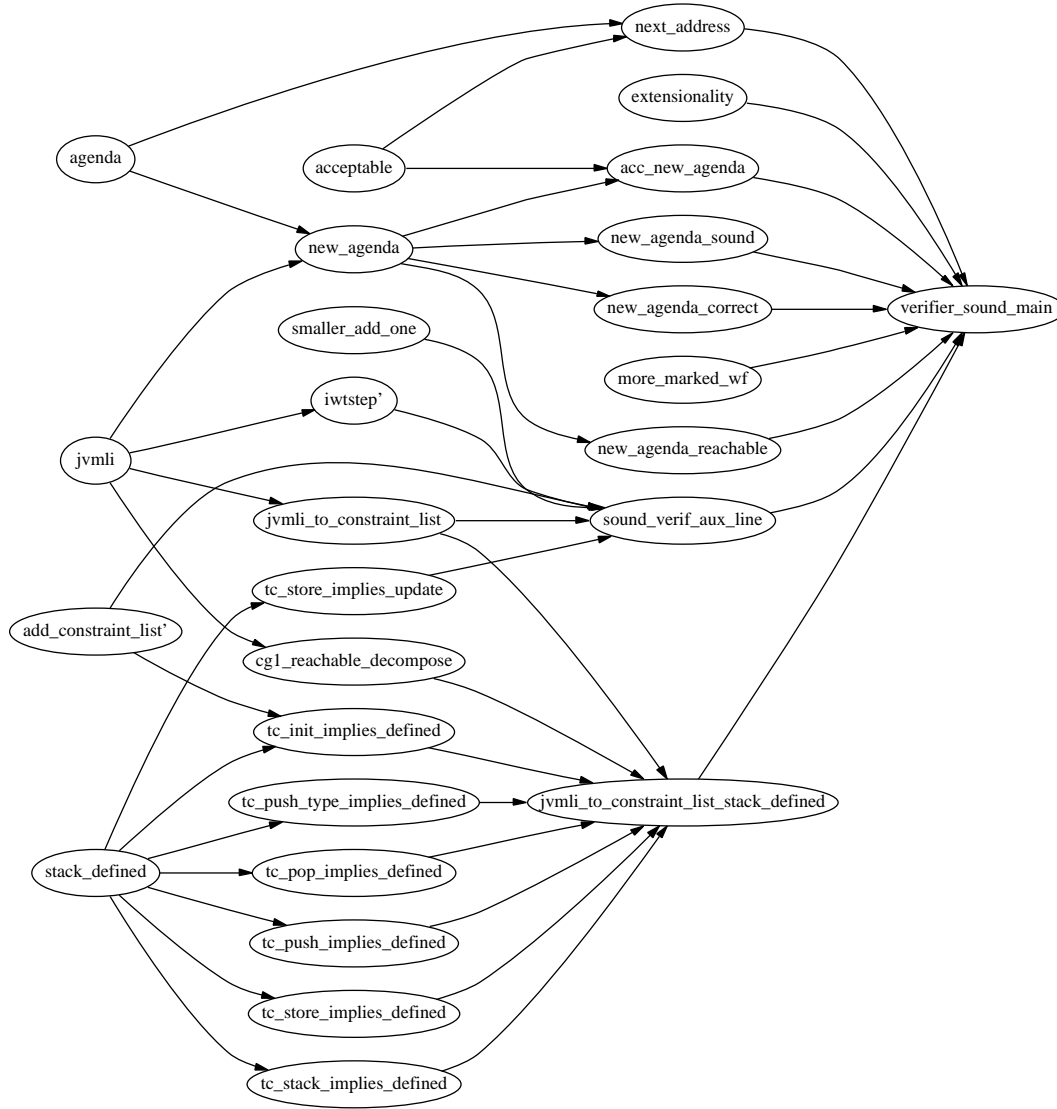 next_address
extensionality
agenda
acceptable
acc_new_agenda
new_agenda
new_agenda_sound
new_agenda_correct
verifier_sound_main
smaller_add_one
more_marked_wf
iwtstep’
new_agenda_reachable
jvmli
jvmli_to_constraint_list
sound_verif_aux_line
tc_store_implies_update
add_constraint_list’
cg1_reachable_decompose
tc_init_implies_defined
tc_push_type_implies_defined
jvmli_to_constraint_list_stack_defined
stack_defined
tc_pop_implies_defined
tc_push_implies_defined
tc_store_implies_defined
tc_stack_implies_defined